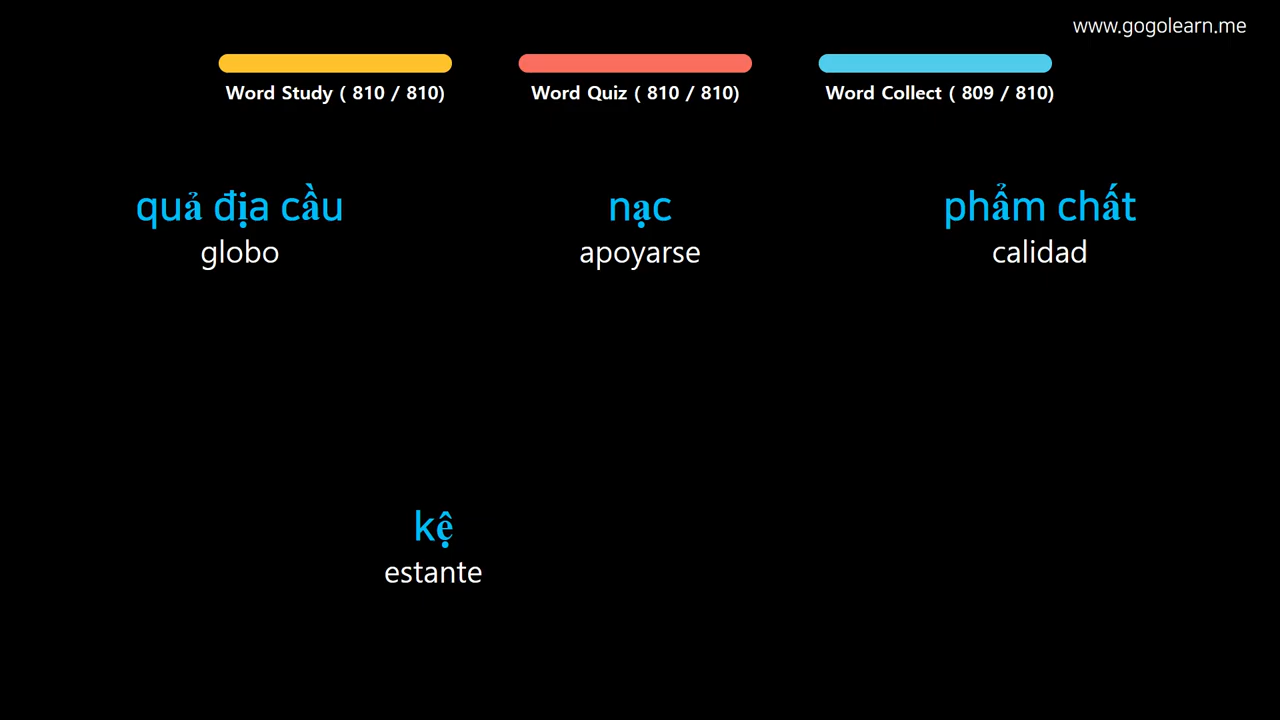 www.gogolearn.me
Word Study ( 810 / 810)
Word Quiz ( 810 / 810)
Word Collect ( 809 / 810)
quả địa cầu
globo
nạc
apoyarse
phẩm chất
calidad
kệ
estante